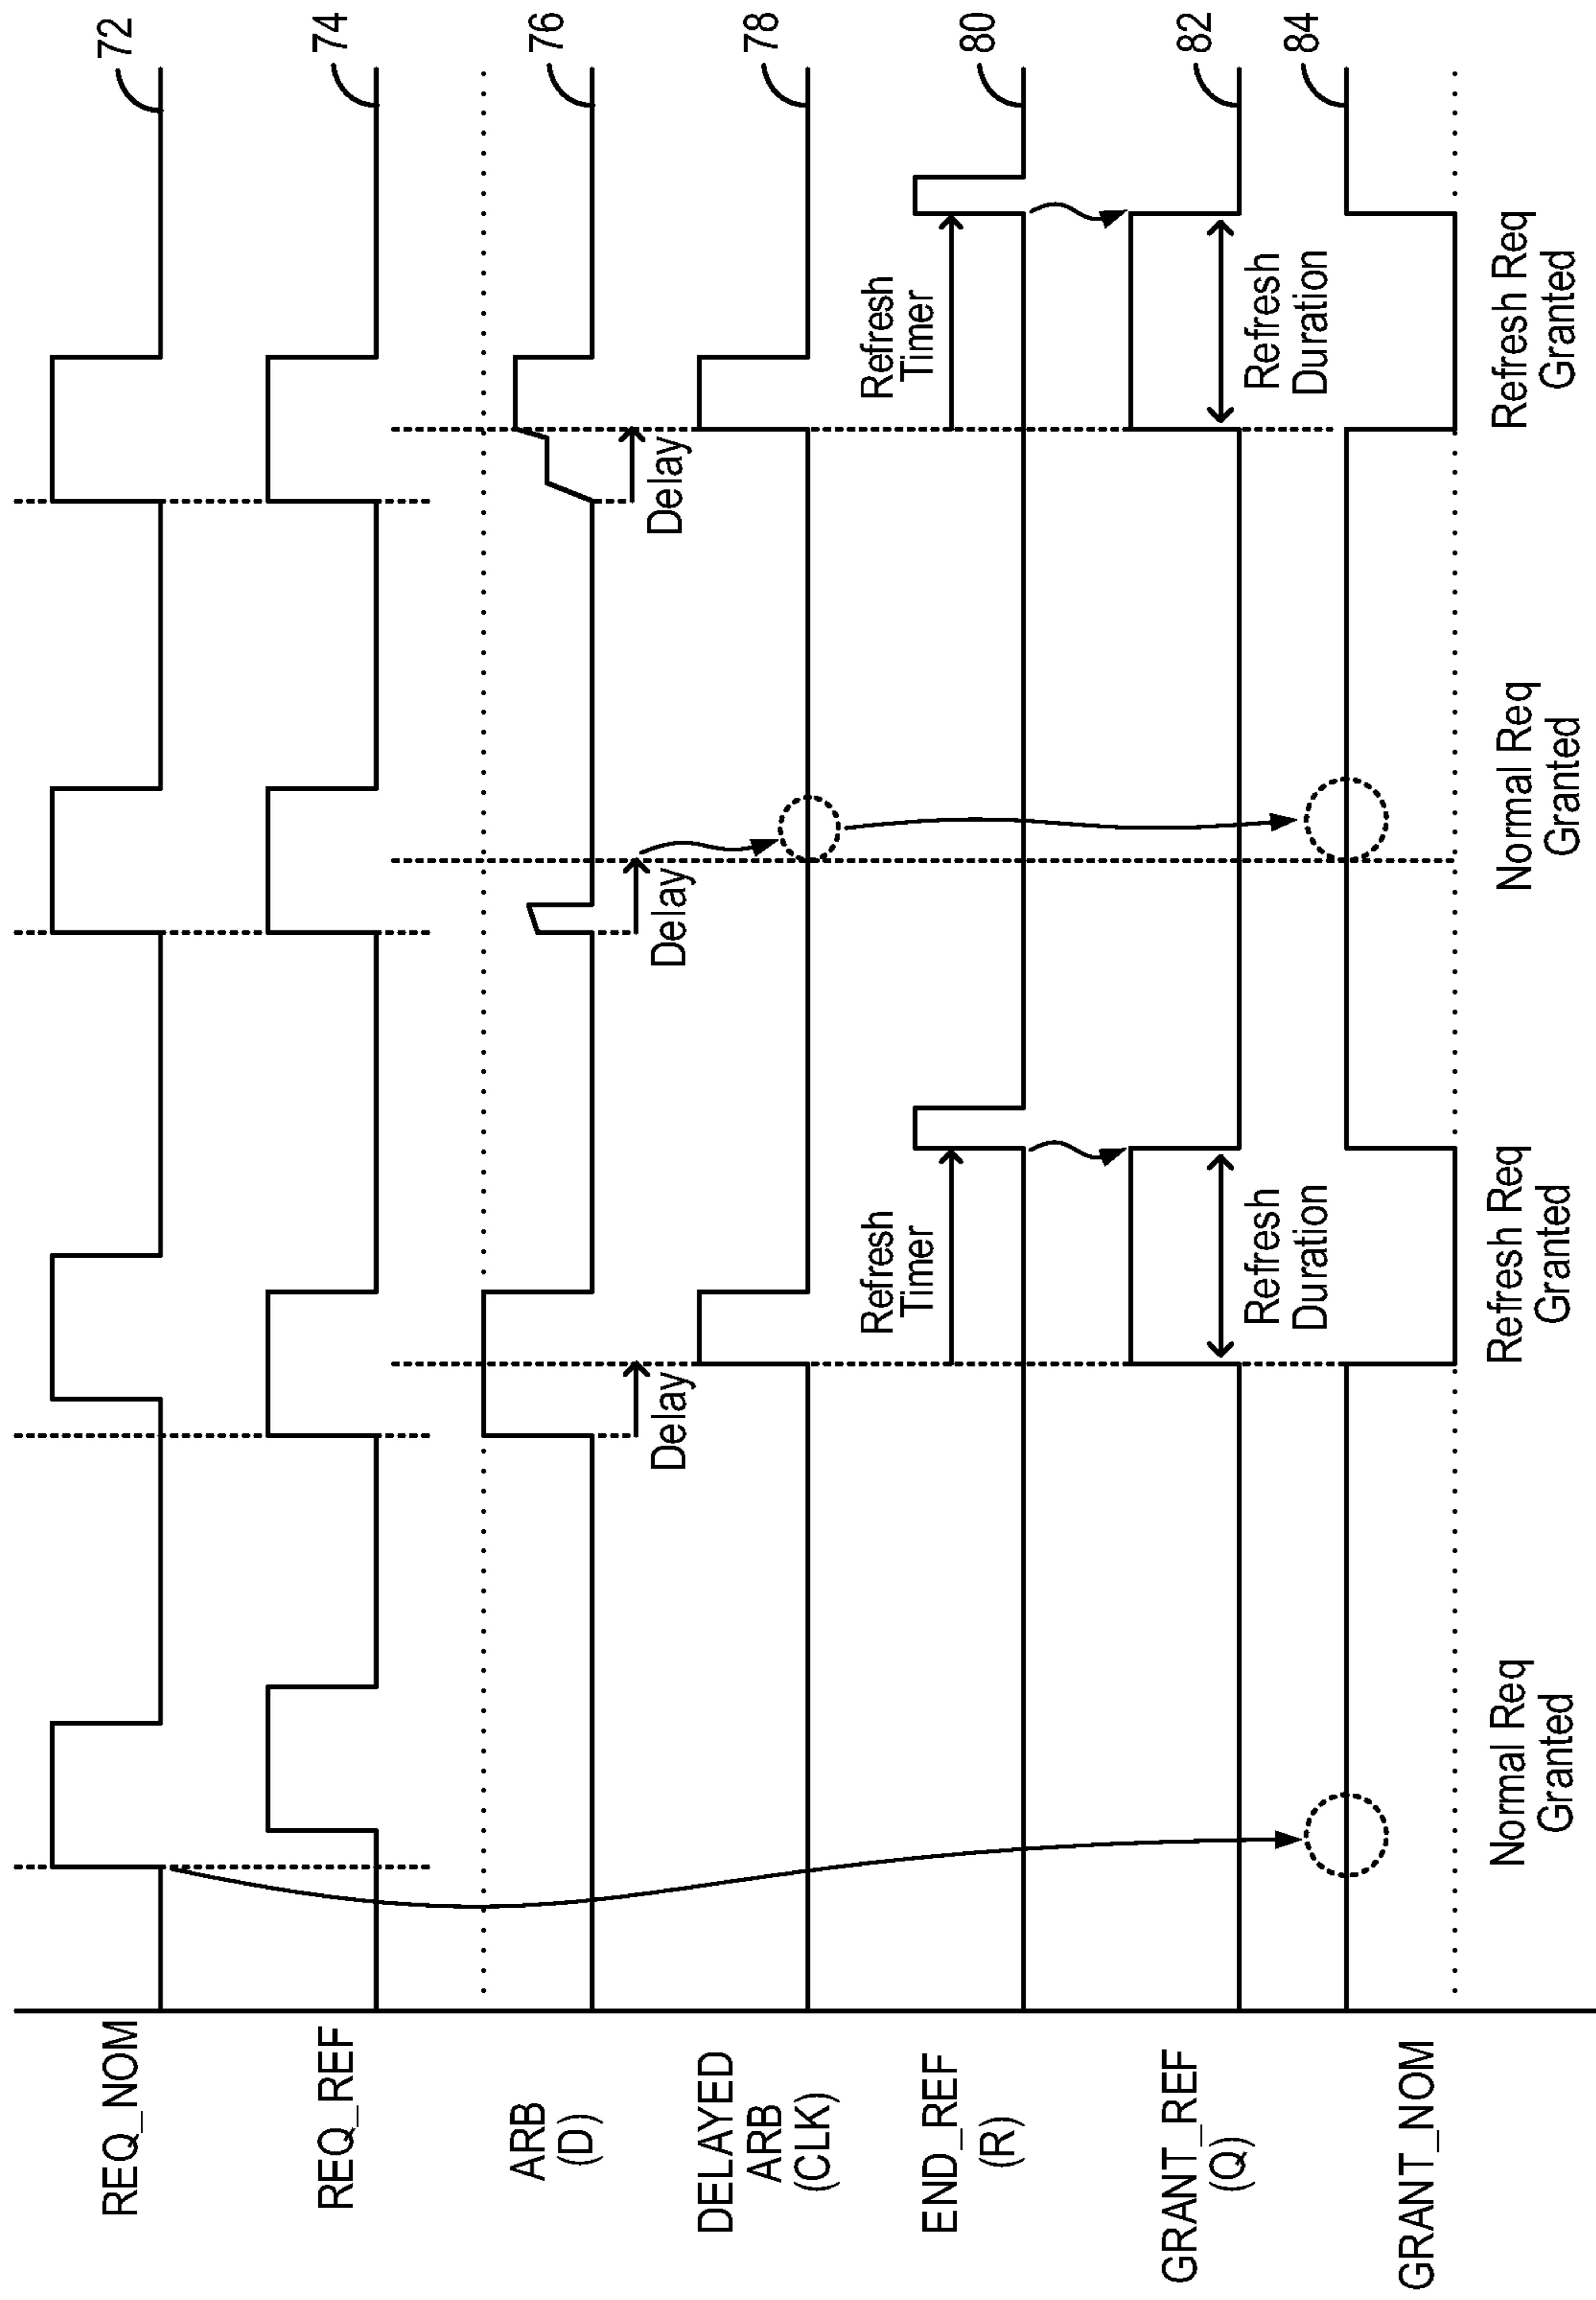 REQ_NOM
72
REQ_REF
74
ARB
(D)
76
Delay
Delay
Delay
DELAYED
ARB
(CLK)
78
END_REF
(R)
Refresh
Timer
Refresh
Timer
80
GRANT_REF
(Q)
Refresh
Duration
Refresh
Duration
82
GRANT_NOM
84
Normal Req
Granted
Refresh Req
Granted
Normal Req
Granted
Refresh Req
Granted